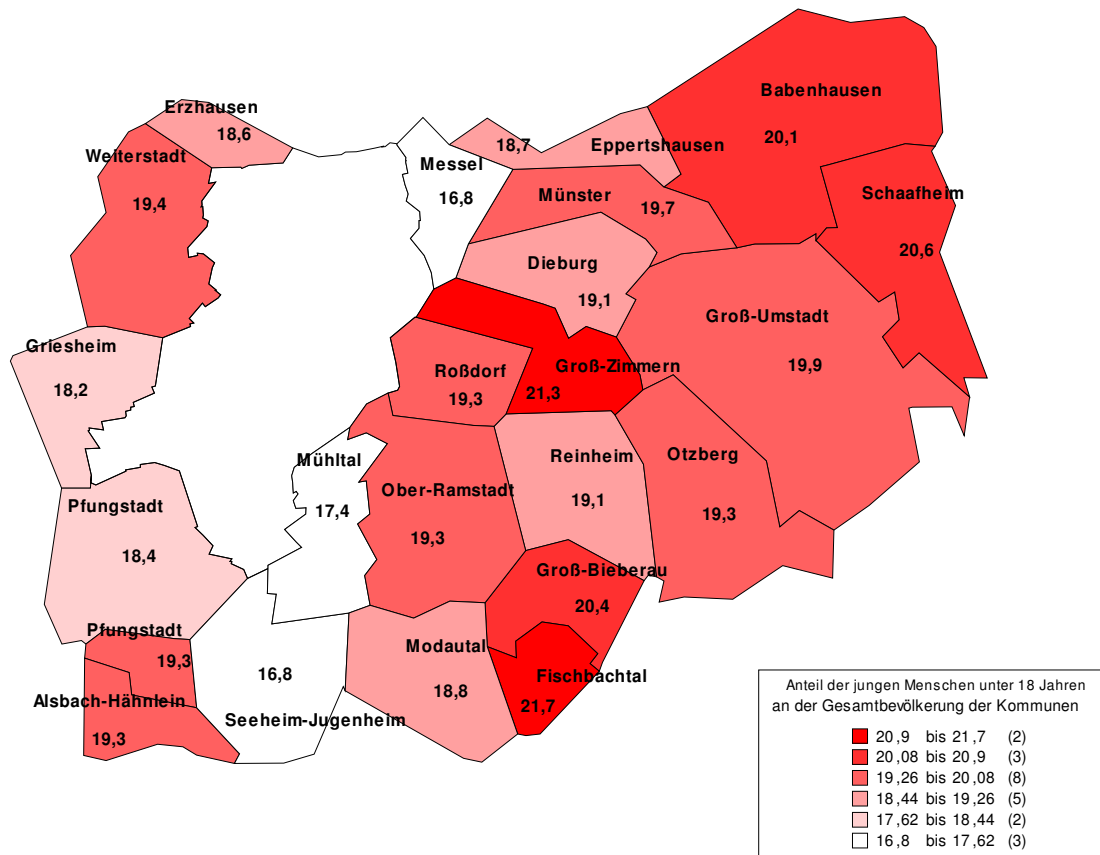 Babenhausen
20,1
Erzhausen
18,6
Weiterstadt
19,4
Messel
16,8
18,7
Eppertshausen
Münster
19,7
Schaafheim
20,6
Dieburg
19,1
Groß-Umstadt
19,9
Griesheim
18,2
Roßdorf
19,3
Groß-Zimmern
21,3
Mühltal
17,4
Reinheim
19,1
Otzberg
19,3
Ober-Ramstadt
19,3
Pfungstadt
18,4
Groß-Bieberau
20,4
Pfungstadt
19,3
Modautal
18,8
Fischbachtal
21,7
16,8
Seeheim-Jugenheim
Alsbach-Hähnlein
19,3
Anteil der jungen Menschen unter 18 Jahren
an der Gesamtbevölkerung der Kommunen
20,9 bis 21,7 (2)
20,08 bis 20,9 (3)
19,26 bis 20,08 (8)
18,44 bis 19,26 (5)
17,62 bis 18,44 (2)
16,8 bis 17,62 (3)